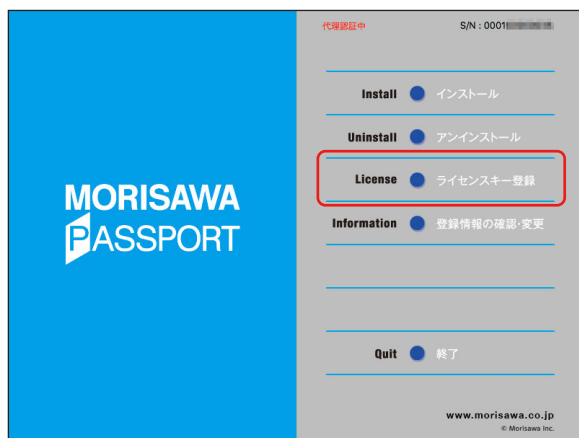 代理認証中 S/N : 0001
Install インストール
Uninstall アンインストール
License ライセンスキー登録
MORISAWA
PASSPORT
Information 登録情報の確認・変更
Quit 終了
www.morisawa.co.jp
© Morisawa Inc.